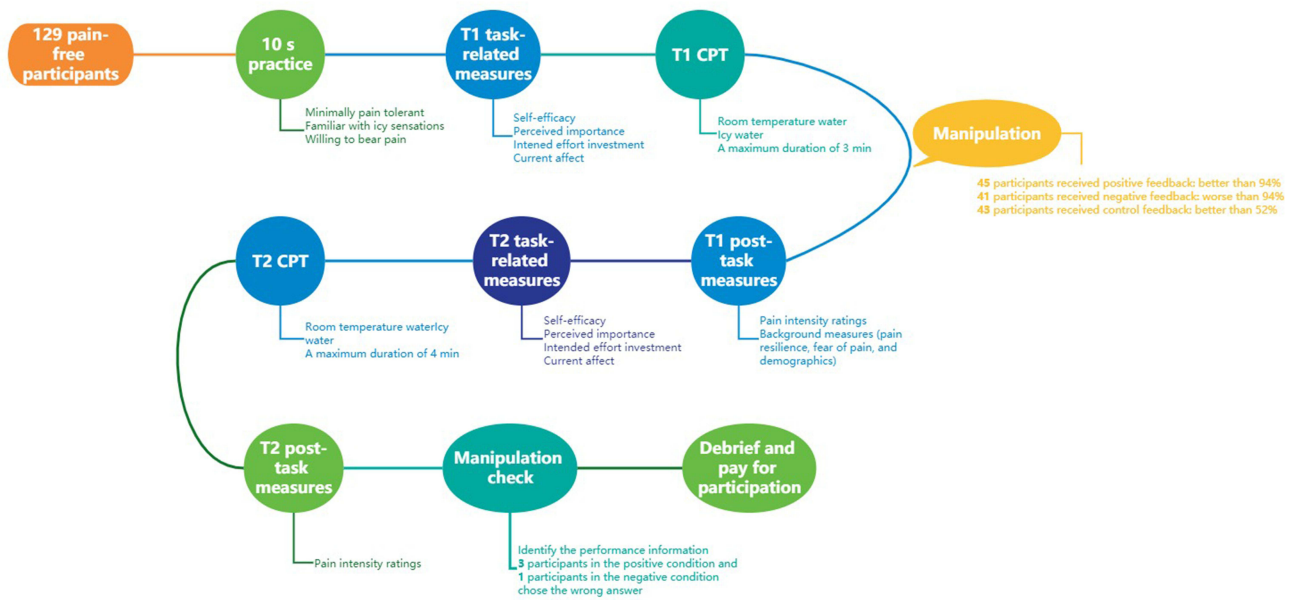 129 pain-
free
participants
10 s
practice
Minimally pain tolerant
Familiar with icy sensations
Willing to bear pain
T1 task-
related
measures
Self-efficacy
Perceived importance
Intened effort investment
Current affect
T1 CPT
Room temperature water
Icy water
A maximum duration of 3 min
Manipulation
45 participants received positive feedback: better than 94%
41 participants received negative feedback: worse than 94%
43 participants received control feedback: better than 52%
T1 post-
task
measures
Pain intensity ratings
Background measures (pain
resilience, fear of pain, and
demographics)
T2 task-
related
measures
Self-efficacy
Perceived importance
Intended effort investment
Current affect
T2 CPT
Room temperature waterIcy
water
A maximum duration of 4 min
T2 post-
task
measures
Pain intensity ratings
Manipulation
check
Identify the performance information
3 participants in the positive condition and
1 participants in the negative condition
chose the wrong answer
Debrief and
pay for
participation